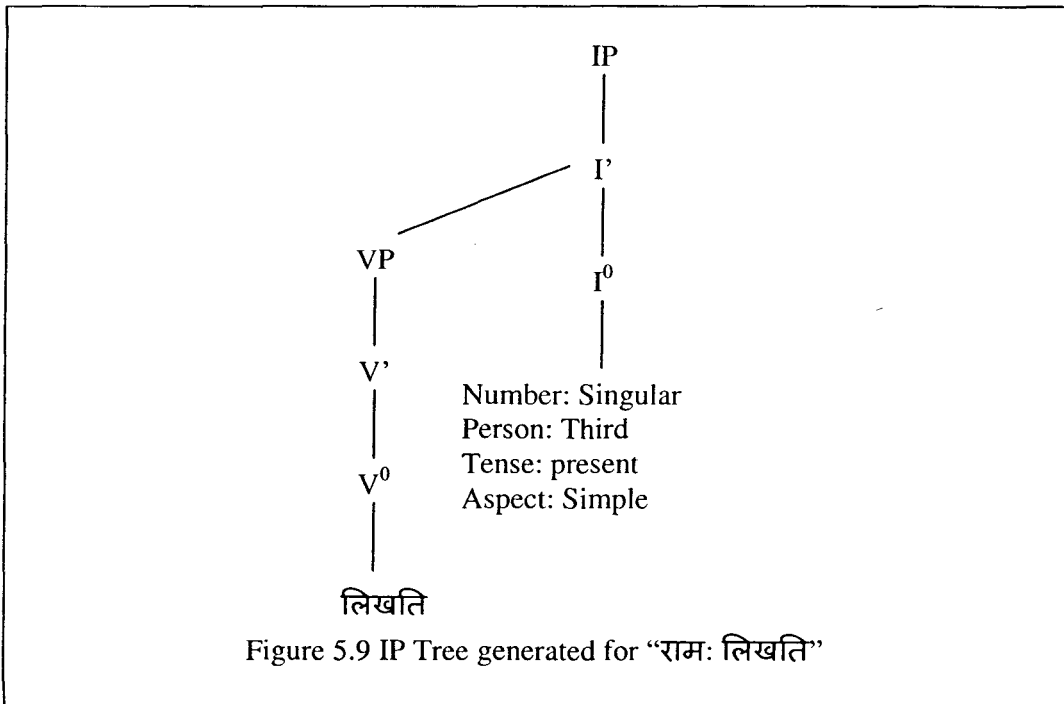 IP
I’
VP
I⁰
V’
Number: Singular
Person: Third
Tense: present
V⁰
Aspect: Simple
लिखति
Figure 5.9 IP Tree generated for “राम: लिखति”